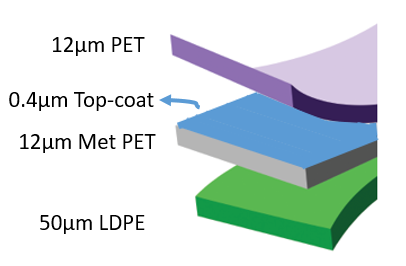 12μm PET
0.4μm Top-coat
12μm Met PET
50μm LDPE